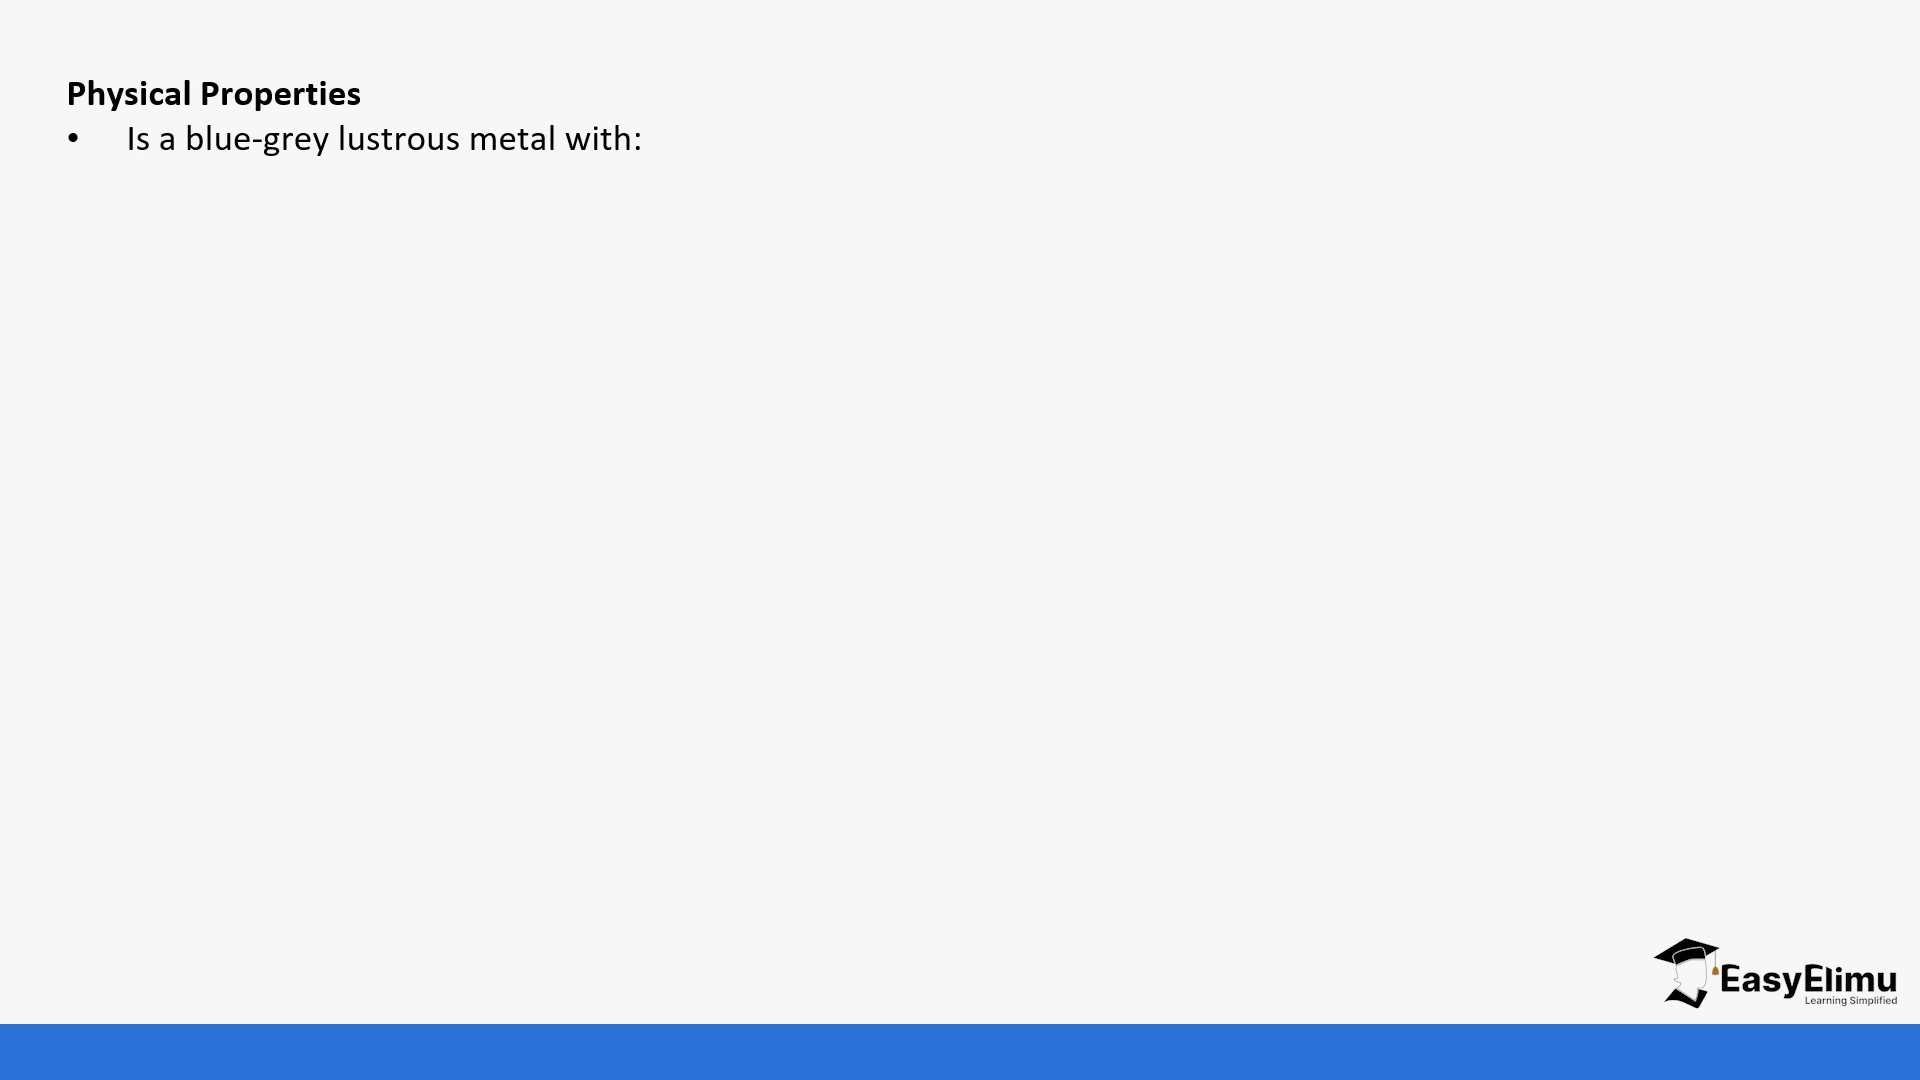 Physical Properties
• Is a blue-grey lustrous metal with:
EasyElimu
Learning Simplified